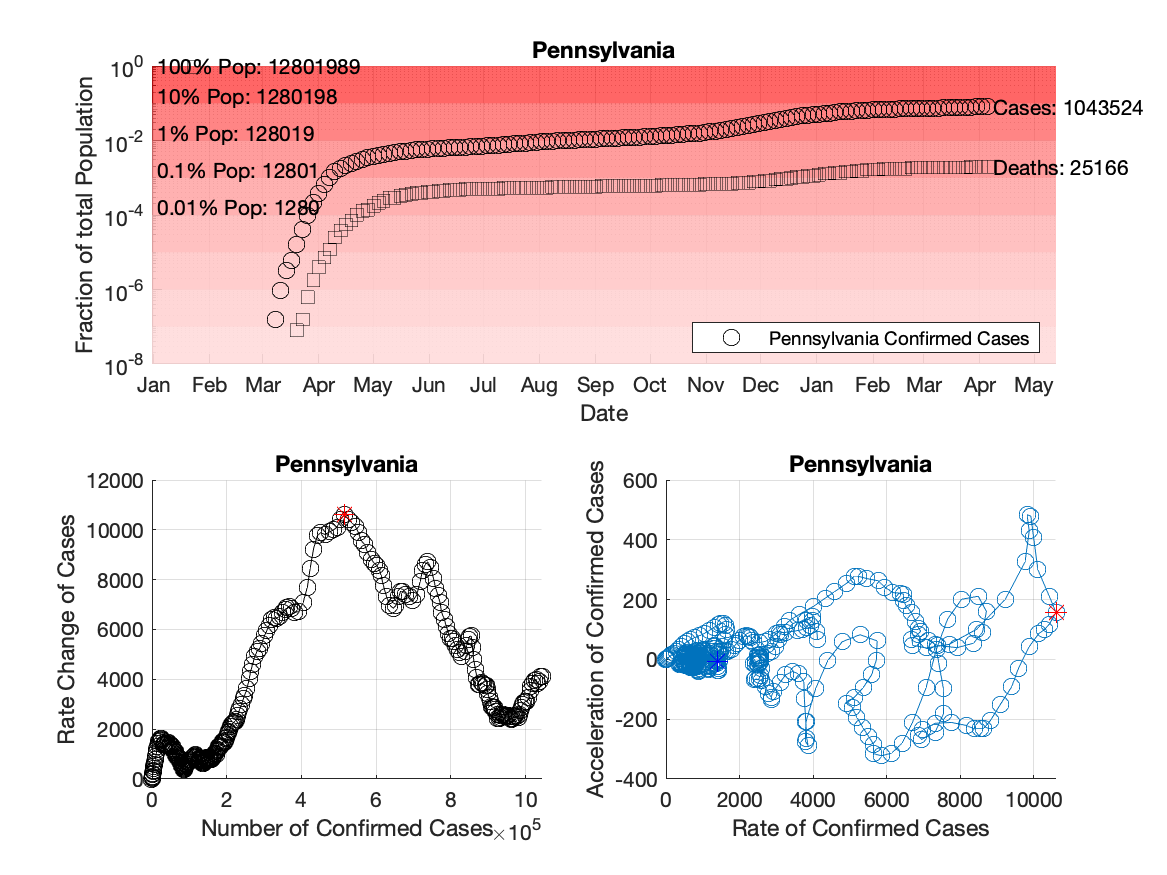 Pennsylvania
10^0
10^-2
10^-4
10^-6
10^-8
Fraction of total Population
100% Pop: 12801989
10% Pop: 1280198
1% Pop: 128019
0.1% Pop: 12801
0.01% Pop: 1280
Cases: 1043524
Deaths: 25166
Pennsylvania Confirmed Cases
Jan Feb Mar Apr May Jun Jul Aug Sep Oct Nov Dec Jan Feb Mar Apr May
Date
Pennsylvania
12000
10000
8000
6000
4000
2000
0
Rate Change of Cases
0 2 4 6 8 10
Number of Confirmed Cases ×10^5
Pennsylvania
600
400
200
0
-200
-400
Acceleration of Confirmed Cases
0 2000 4000 6000 8000 10000
Rate of Confirmed Cases